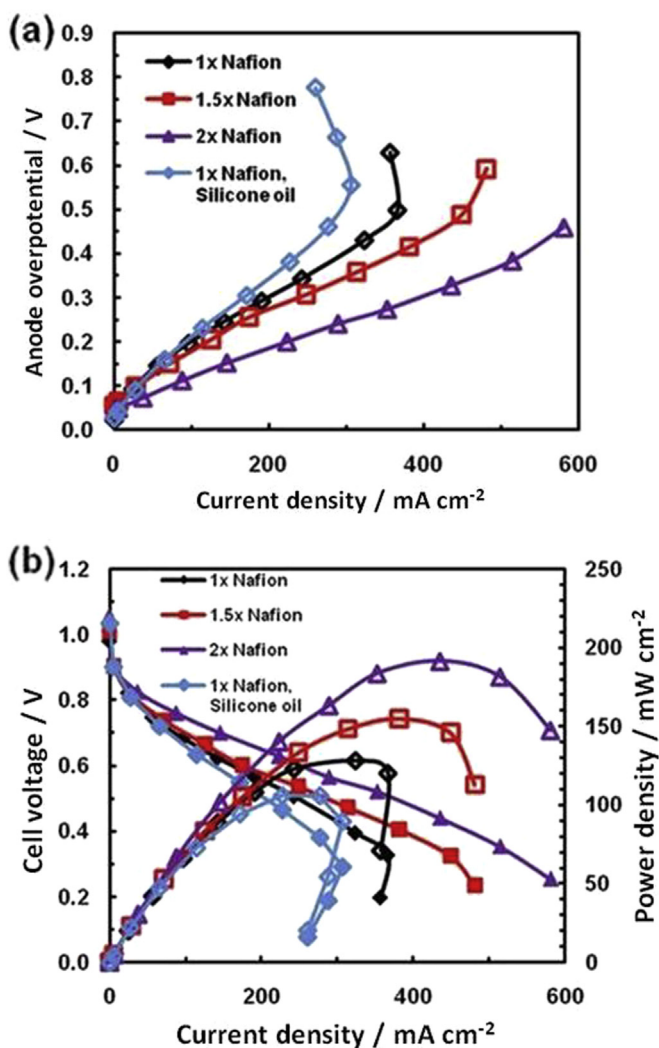 (a)
0.9
0.8
0.7
0.6
0.5
0.4
0.3
0.2
0.1
0.0
Anode overpotential / V
1x Nafion
1.5x Nafion
2x Nafion
1x Nafion,
Silicone oil
0 200 400 600
Current density / mA cm-2
(b)
1.2
1.0
0.8
0.6
0.4
0.2
0.0
Cell voltage / V
1x Nafion
1.5x Nafion
2x Nafion
1x Nafion,
Silicone oil
250
200
150
100
50
0
Power density / mW cm-2
0 200 400 600
Current density / mA cm-2